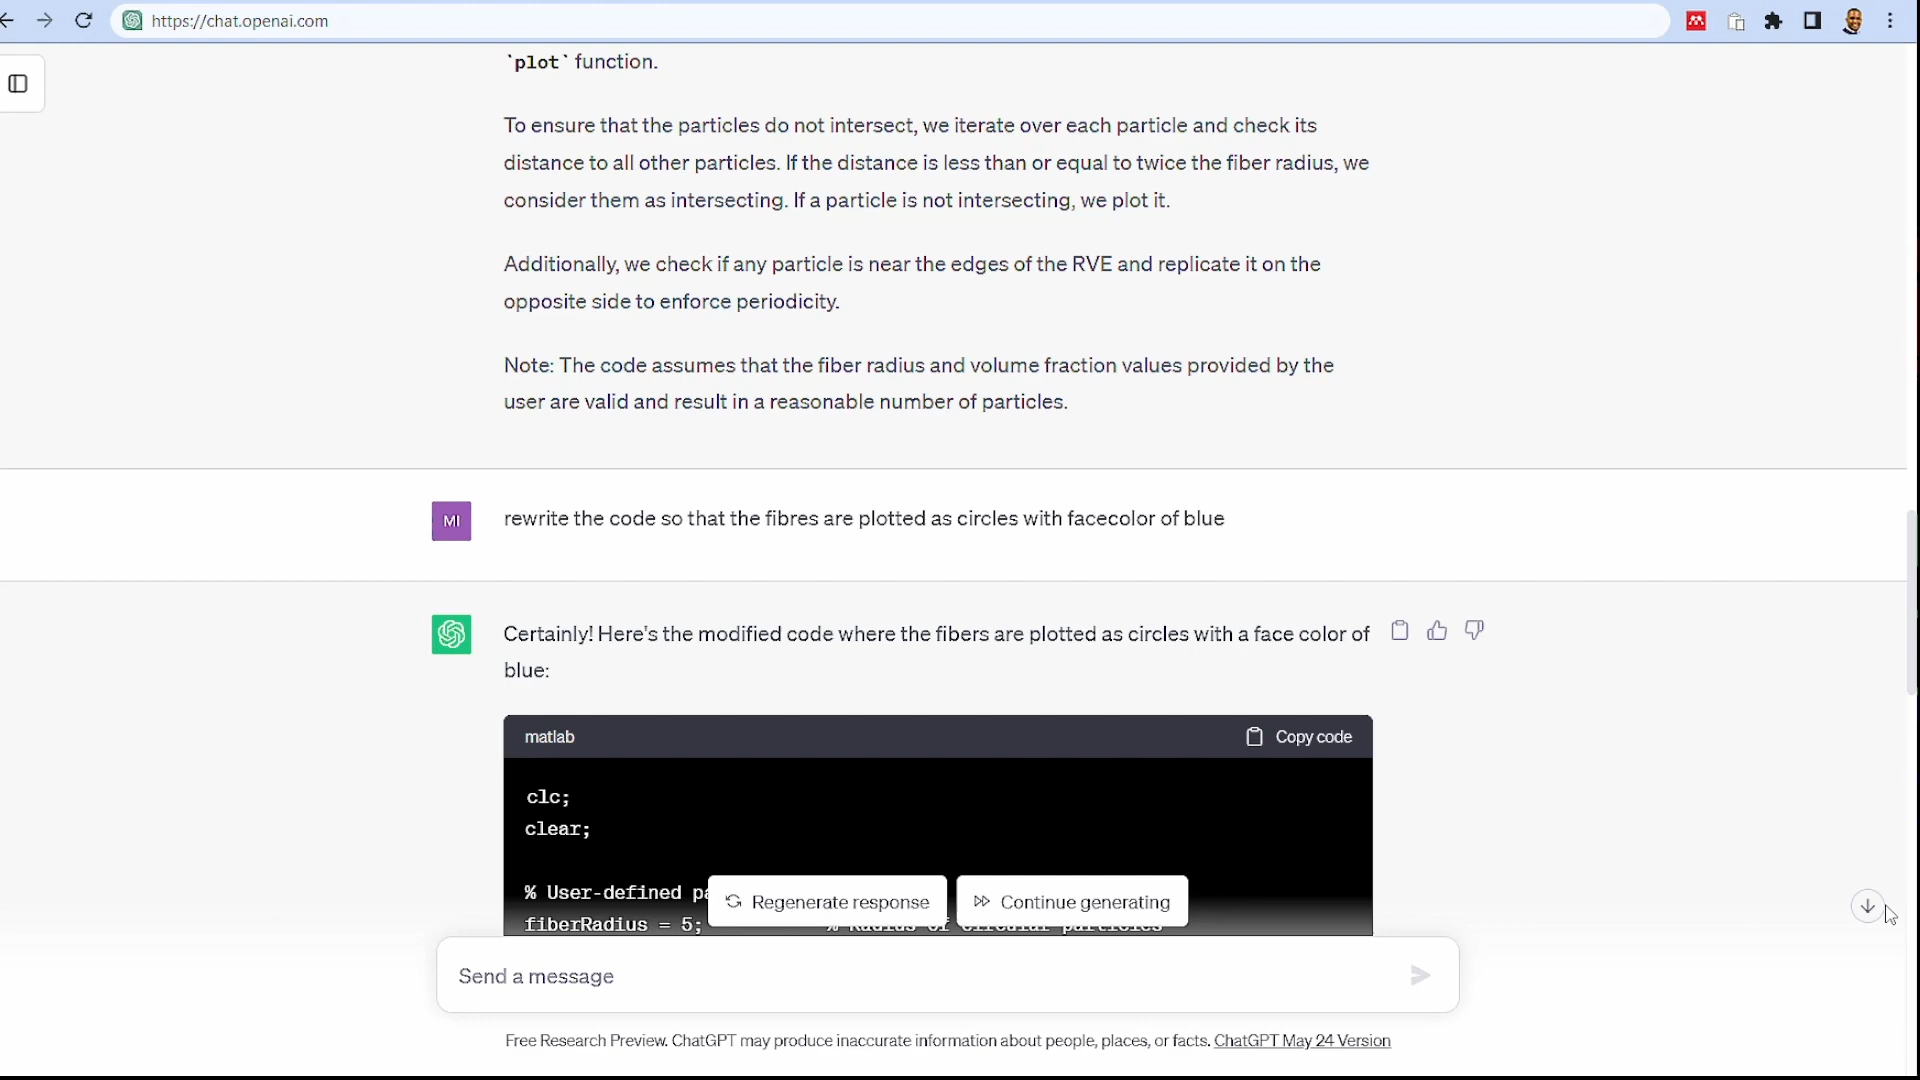 https://chat.openai.com
`plot` function.
To ensure that the particles do not intersect, we iterate over each particle and check its
distance to all other particles. If the distance is less than or equal to twice the fiber radius, we
consider them as intersecting. If a particle is not intersecting, we plot it.
Additionally, we check if any particle is near the edges of the RVE and replicate it on the
opposite side to enforce periodicity.
Note: The code assumes that the fiber radius and volume fraction values provided by the
user are valid and result in a reasonable number of particles.
MI
rewrite the code so that the fibres are plotted as circles with facecolor of blue
Certainly! Here's the modified code where the fibers are plotted as circles with a face color of
blue:
matlab
Copy code
clc;
clear;
% User-defined pa
Regenerate response
Continue generating
fiberRadius = 5; % Radius of circular particles
Send a message
Free Research Preview. ChatGPT may produce inaccurate information about people, places, or facts. ChatGPT May 24 Version